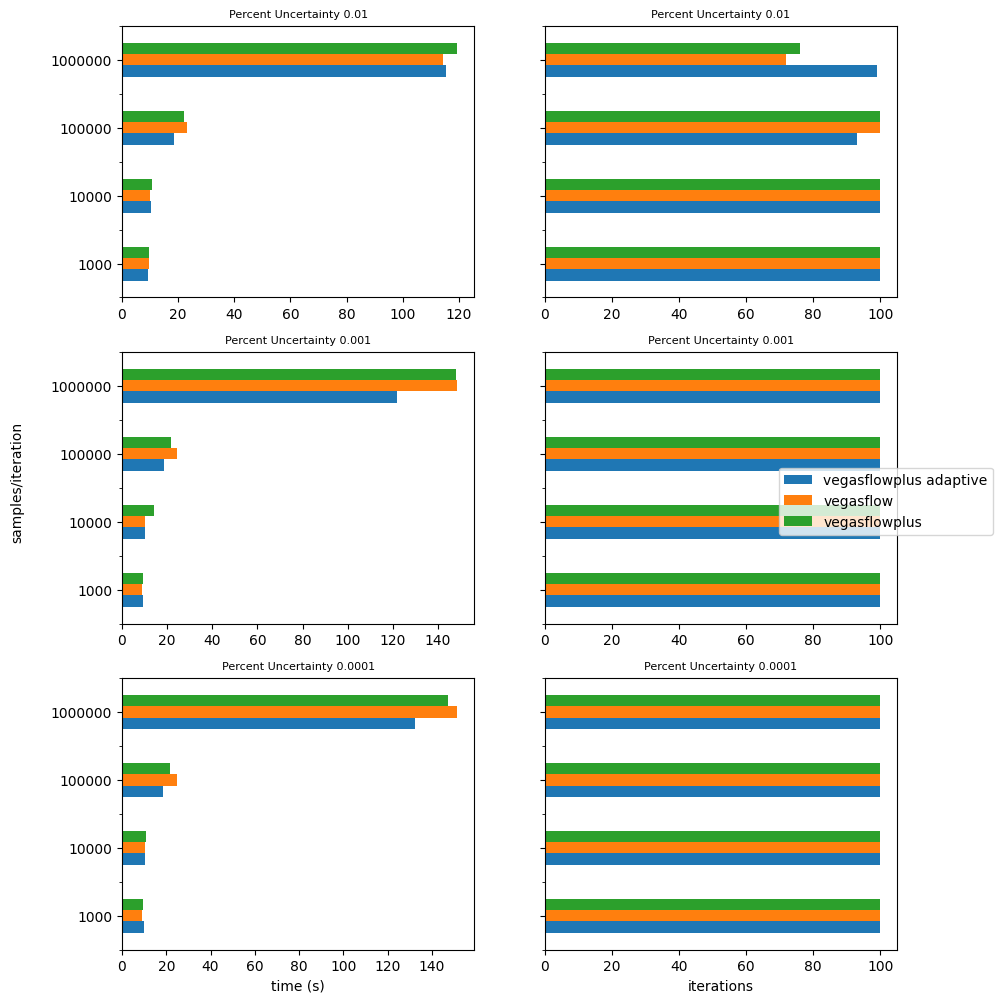 Percent Uncertainty 0.01
Percent Uncertainty 0.01
1000000
100000
10000
1000
0 20 40 60 80 100 120
0 20 40 60 80 100
Percent Uncertainty 0.001
Percent Uncertainty 0.001
samples/iteration
1000000
100000
10000
1000
vegasflowplus adaptive
vegasflow
vegasflowplus
0 20 40 60 80 100 120 140
0 20 40 60 80 100
Percent Uncertainty 0.0001
Percent Uncertainty 0.0001
1000000
100000
10000
1000
0 20 40 60 80 100 120 140
0 20 40 60 80 100
time (s)
iterations